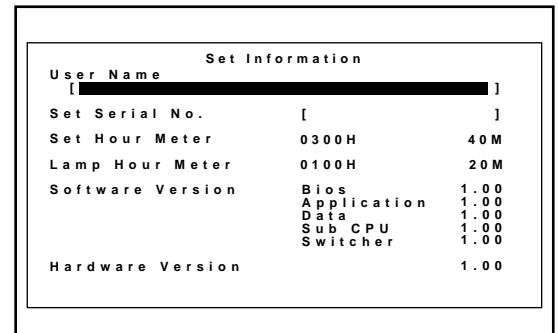 Set Information
User Name
[ ]
Set Serial No. [ ]
Set Hour Meter 0300H 40M
Lamp Hour Meter 0100H 20M
Software Version Bios 1.00
Application 1.00
Data 1.00
Sub CPU 1.00
Switcher 1.00
Hardware Version 1.00